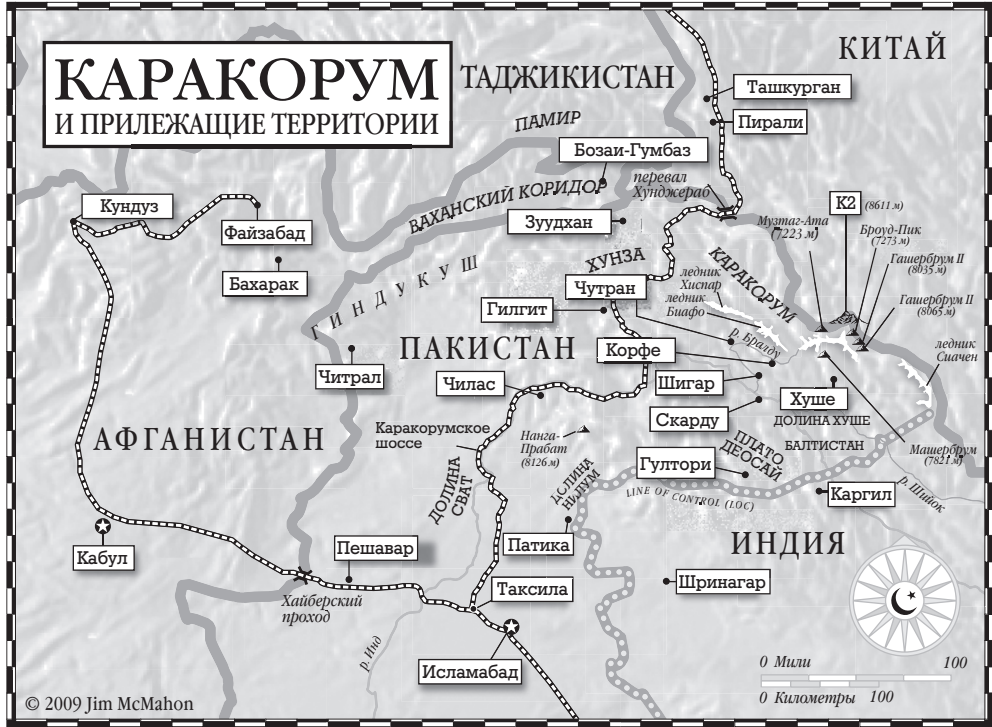 КАРАКОРУМ
И ПРИЛЕЖАЩИЕ ТЕРРИТОРИИ
ТАДЖИКИСТАН
КИТАЙ
Ташкурган
Пирали
ПАМИР
Бозаи-Гумбаз
перевал
Хунджераб
ВАХАНСКИЙ КОРИДОР
К2
(8611 м)
Кундуз
Файзабад
Зуудхан
Музтаг-Ата
(7223 м)
Броуд-Пик
(7273 м)
Гашербрум II
(8035 м)
Гашербрум II
(8065 м)
Бахарак
ХУНЗА
КАРАКОРУМ
ледник
Хиспар
ледник
Биафо
Чутран
ГИНДУКУШ
Гилгит
р. Бралду
ПАКИСТАН
Корфе
ледник
Сиачен
Читрал
Чилас
Шигар
Хуше
ДОЛИНА ХУШЕ
Скарду
Каракорумское
шоссе
АФГАНИСТАН
Нанга-
Прабат
(8126 м)
ПЛАТО
ДЕОСАЙ
БАЛТИСТАН
Машербрум
(7821 м)
Гултори
ДОЛИНА
СВАТ
ДОЛИНА
НИЛУМ
LINE OF CONTROL (LOC)
Каргил
р. Шийок
Кабул
Пешавар
Патика
ИНДИЯ
Хайберский
проход
Таксила
Шринагар
р. Инд
Исламабад
0 Мили 100
0 Километры 100
© 2009 Jim McMahon